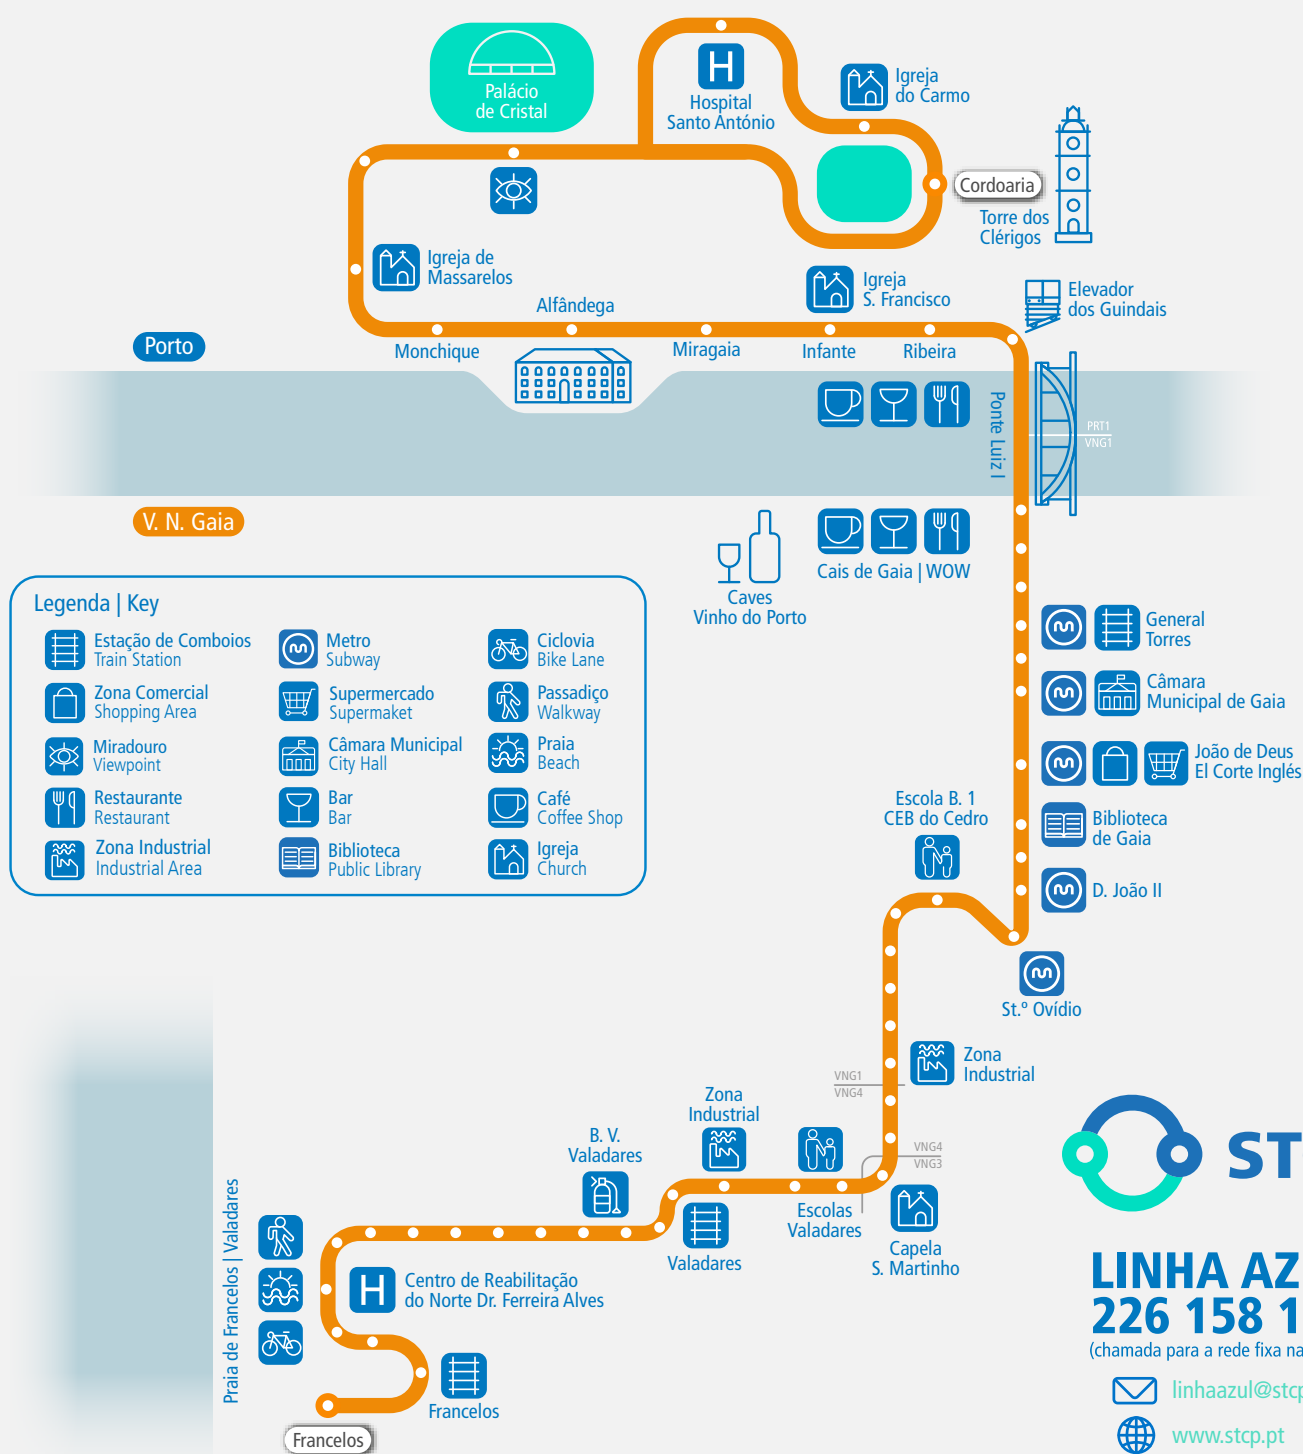 Palácio
de Cristal
H
Hospital
Santo António
Igreja
do Carmo
Cordoaria
Torre dos
Clérigos
Igreja de
Massarelos
Igreja
S. Francisco
Elevador
dos Guindais
Alfândega
Monchique
Miragaia
Infante
Ribeira
Porto
Ponte Luiz I
PRT1
VNG1
V. N. Gaia
Caves
Vinho do Porto
Cais de Gaia | WOW
Legenda | Key
Estação de Comboios
Train Station
Zona Comercial
Shopping Area
Miradouro
Viewpoint
Restaurante
Restaurant
Zona Industrial
Industrial Area
Metro
Subway
Supermercado
Supermaket
Câmara Municipal
City Hall
Bar
Bar
Biblioteca
Public Library
Ciclovia
Bike Lane
Passadiço
Walkway
Praia
Beach
Café
Coffee Shop
Igreja
Church
General
Torres
Câmara
Municipal de Gaia
João de Deus
El Corte Inglés
Biblioteca
de Gaia
D. João II
Escola B. 1
CEB do Cedro
St.º Ovídio
Zona
Industrial
VNG1
VNG4
VNG4
VNG3
Zona
Industrial
B. V.
Valadares
Escolas
Valadares
Capela
S. Martinho
Valadares
Praia de Francelos | Valadares
H
Centro de Reabilitação
do Norte Dr. Ferreira Alves
Francelos
Francelos
ST
LINHA AZ
226 158 1
(chamada para a rede fixa na
linhaazul@stcp
www.stcp.pt